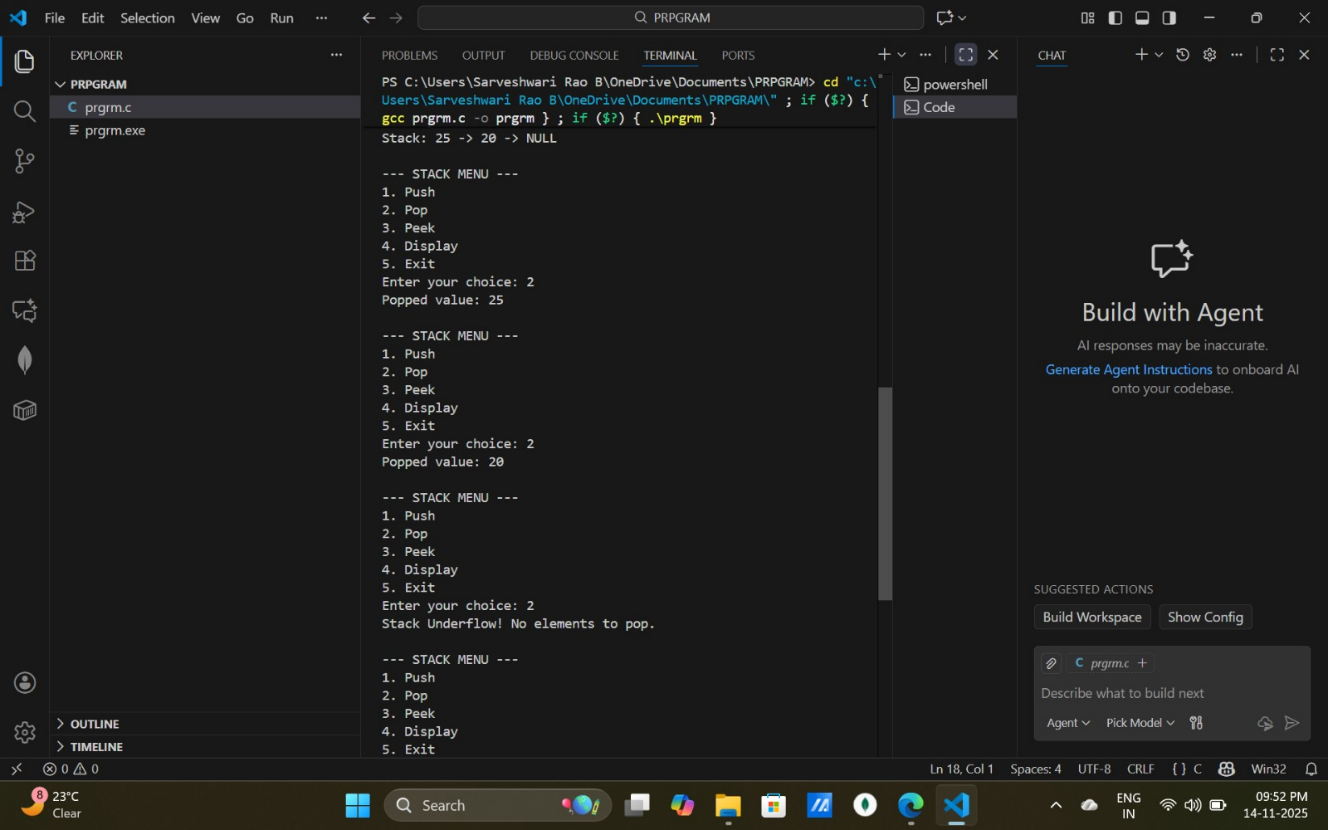 File Edit Selection View Go Run ··· PRPGRAM
EXPLORER ···
PRPGRAM
C prgrm.c
prgrm.exe
OUTLINE
TIMELINE
PROBLEMS OUTPUT DEBUG CONSOLE TERMINAL PORTS
PS C:\Users\Sarveshwari Rao B\OneDrive\Documents\PRPGRAM> cd "c:\
Users\Sarveshwari Rao B\OneDrive\Documents\PRPGRAM\" ; if ($?) {
gcc prgrm.c -o prgrm } ; if ($?) { .\prgrm }
Stack: 25 -> 20 -> NULL
--- STACK MENU ---
1. Push
2. Pop
3. Peek
4. Display
5. Exit
Enter your choice: 2
Popped value: 25
--- STACK MENU ---
1. Push
2. Pop
3. Peek
4. Display
5. Exit
Enter your choice: 2
Popped value: 20
--- STACK MENU ---
1. Push
2. Pop
3. Peek
4. Display
5. Exit
Enter your choice: 2
Stack Underflow! No elements to pop.
--- STACK MENU ---
1. Push
2. Pop
3. Peek
4. Display
5. Exit
powershell
Code
CHAT
Build with Agent
AI responses may be inaccurate.
Generate Agent Instructions to onboard AI
onto your codebase.
SUGGESTED ACTIONS
Build Workspace Show Config
C prgrm.c +
Describe what to build next
Agent Pick Model
0 0 Ln 18, Col 1 Spaces: 4 UTF-8 CRLF { } C Win32
8 23°C
Clear
Search
ENG
IN
09:52 PM
14-11-2025